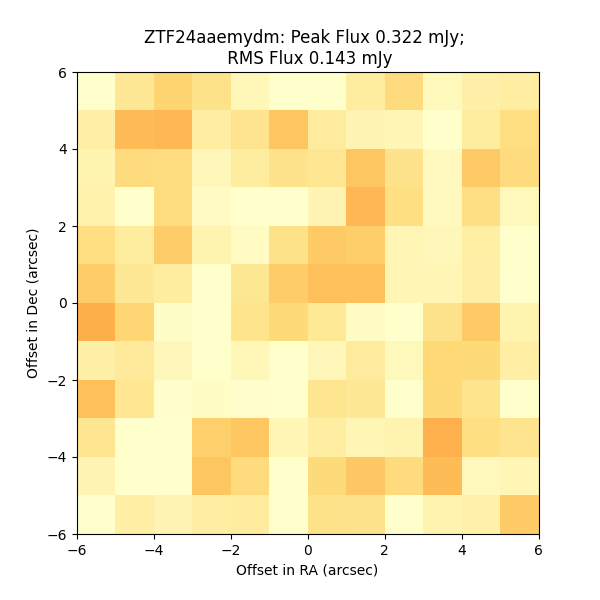 ZTF24aaemydm: Peak Flux 0.322 mJy;
RMS Flux 0.143 mJy
6
4
2
0
−2
−4
−6
Offset in Dec (arcsec)
−6 −4 −2 0 2 4 6
Offset in RA (arcsec)